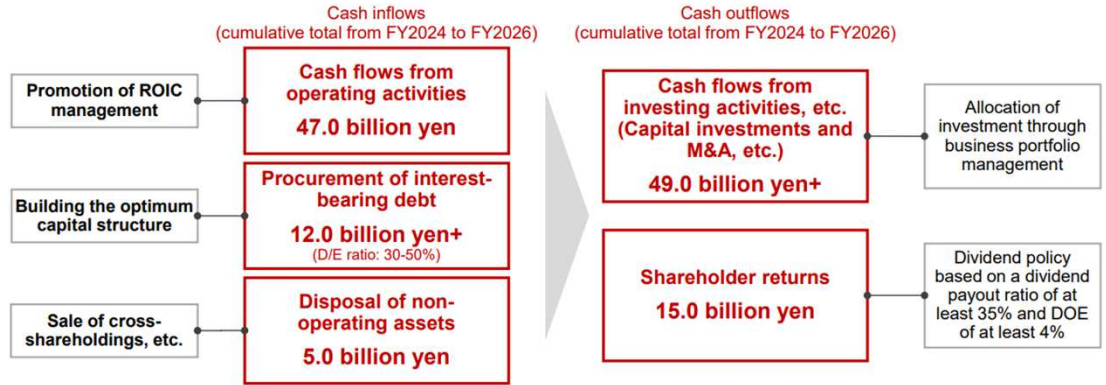 Cash inflows
(cumulative total from FY2024 to FY2026)
Cash outflows
(cumulative total from FY2024 to FY2026)
Promotion of ROIC
management
Cash flows from
operating activities
47.0 billion yen
Building the optimum
capital structure
Procurement of interest-
bearing debt
12.0 billion yen+
(D/E ratio: 30-50%)
Sale of cross-
shareholdings, etc.
Disposal of non-
operating assets
5.0 billion yen
Cash flows from
investing activities, etc.
(Capital investments and
M&A, etc.)
49.0 billion yen+
Allocation of
investment through
business portfolio
management
Shareholder returns
15.0 billion yen
Dividend policy
based on a dividend
payout ratio of at
least 35% and DOE
of at least 4%